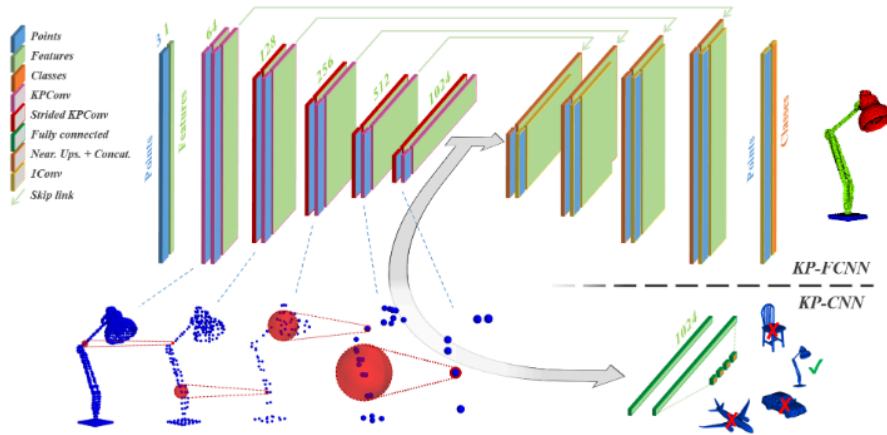 Points
Features
Classes
KPConv
Strided KPConv
Fully connected
Near. Ups. + Concat.
1Conv
Skip link
3
1
64
128
256
512
1024
Points
Features
Points
Classes
KP-FCNN
KP-CNN
1024